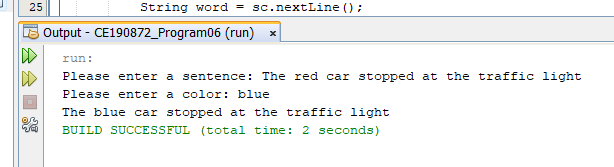 25 String word = sc.nextLine();
Output - CE190872_Program06 (run) ×
run:
Please enter a sentence: The red car stopped at the traffic light
Please enter a color: blue
The blue car stopped at the traffic light
BUILD SUCCESSFUL (total time: 2 seconds)